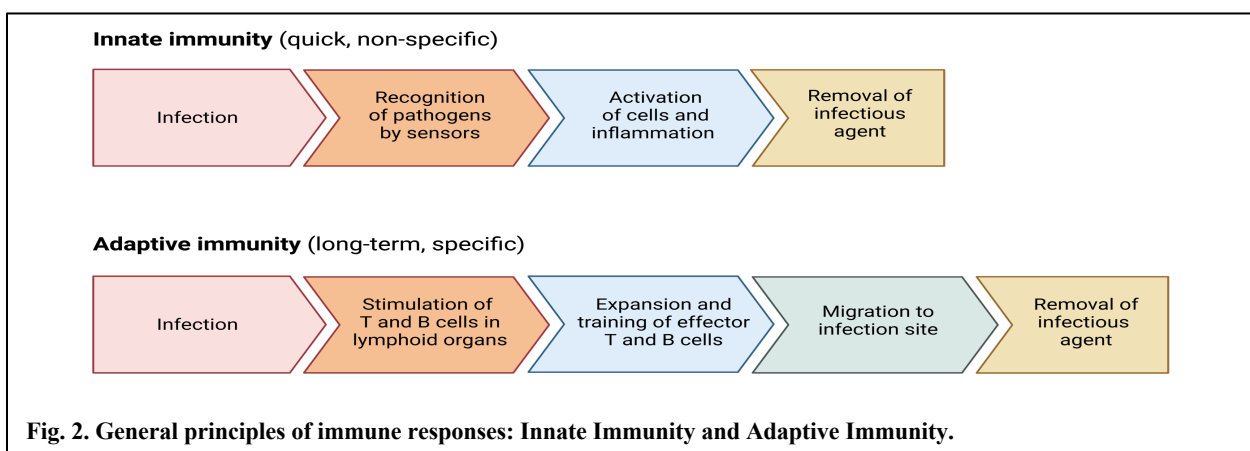 Innate immunity (quick, non-specific)
Infection
Recognition
of pathogens
by sensors
Activation
of cells and
inflammation
Removal of
infectious
agent
Adaptive immunity (long-term, specific)
Infection
Stimulation of
T and B cells in
lymphoid organs
Expansion and
training of effector
T and B cells
Migration to
infection site
Removal of
infectious
agent
Fig. 2. General principles of immune responses: Innate Immunity and Adaptive Immunity.